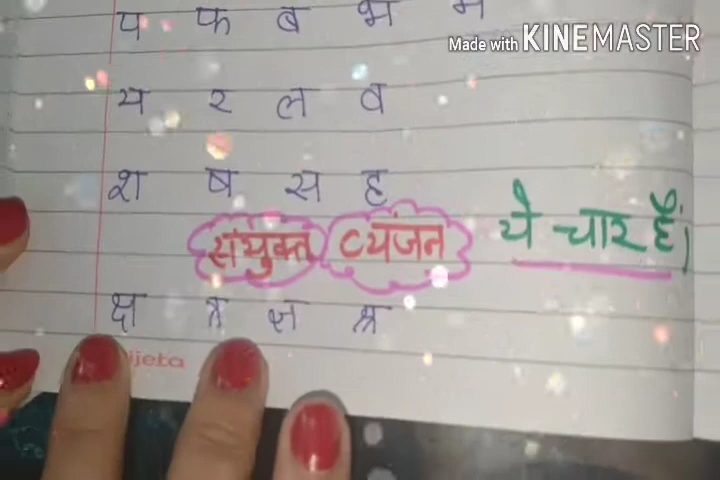 प फ ब भ म
Made with KINEMASTER
य र ल व
श ष स ह
संयुक्त व्यंजन ये चार हैं।
क्ष त्र ज्ञ श्र